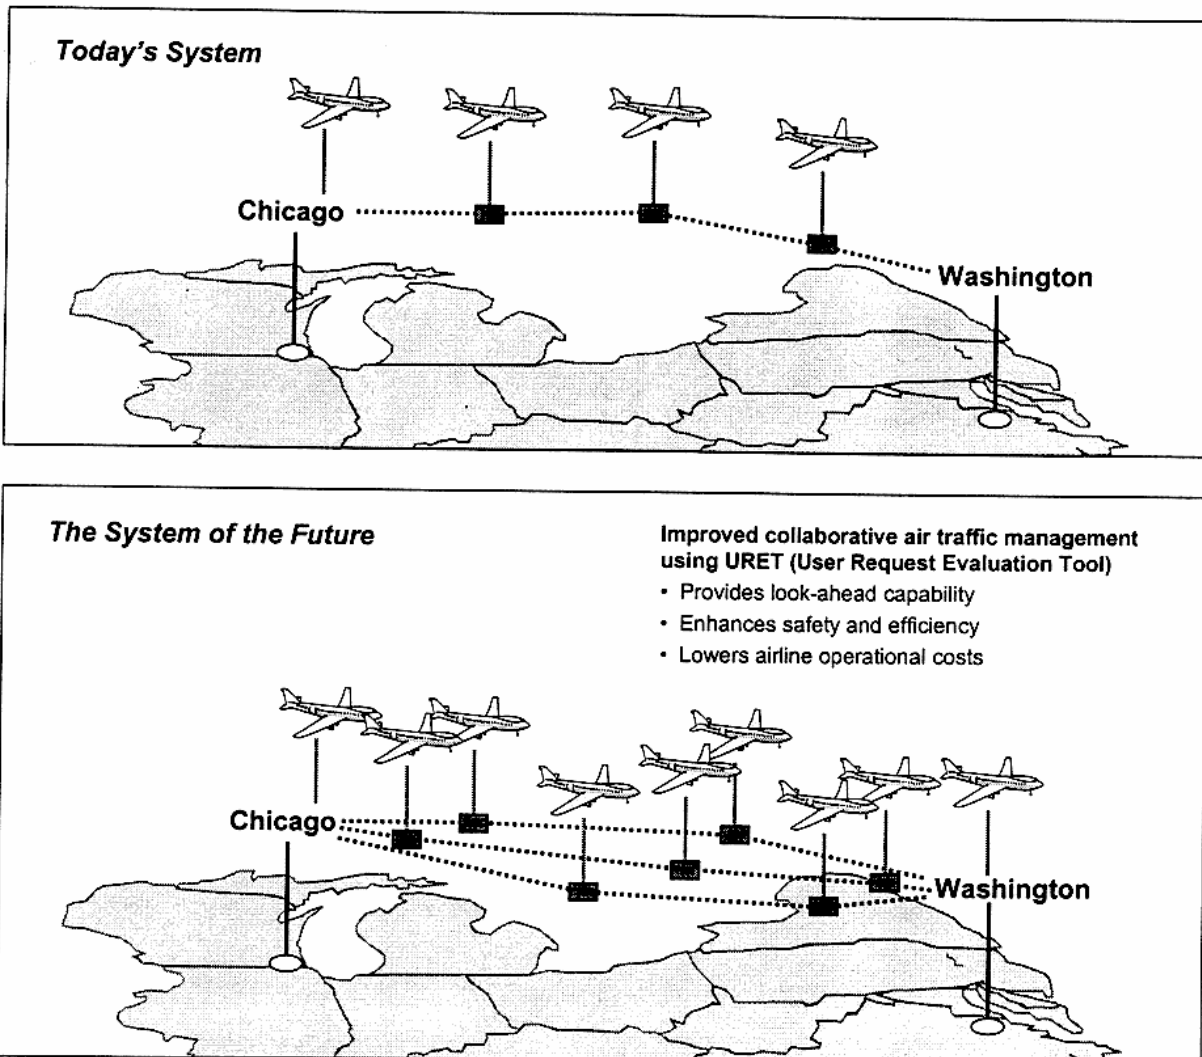 Today's System
Chicago
Washington
The System of the Future
Improved collaborative air traffic management
using URET (User Request Evaluation Tool)
• Provides look-ahead capability
• Enhances safety and efficiency
• Lowers airline operational costs
Chicago
Washington